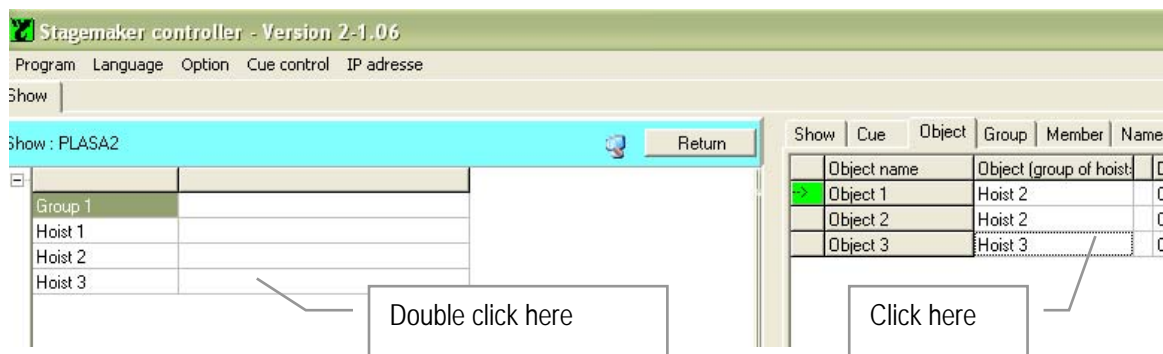 Stagemaker controller - Version 2-1.06
Program Language Option Cue control IP adresse
Show
Show : PLASA2 Return
Show Cue Object Group Member Name
Object name Object (group of hoist:
--> Object 1 Hoist 2
Object 2 Hoist 2
Object 3 Hoist 3
Group 1
Hoist 1
Hoist 2
Hoist 3
Double click here
Click here